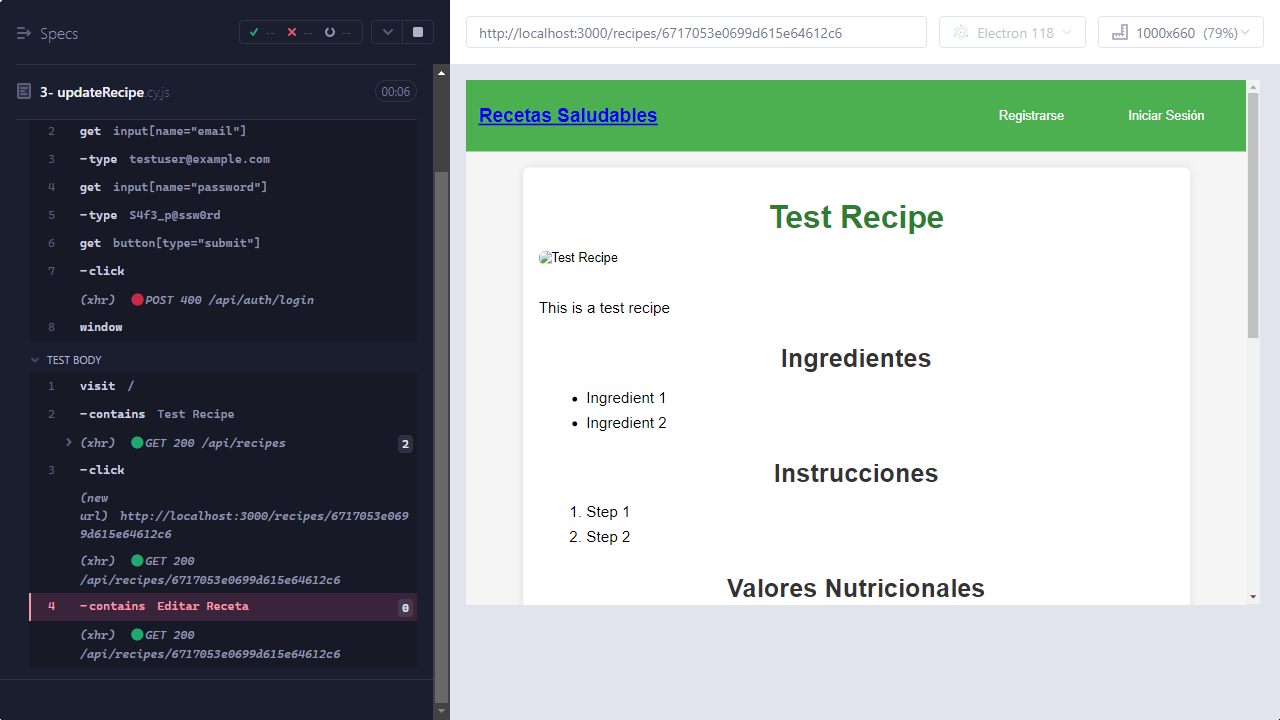 Specs
-- -- --
3- updateRecipe.cy.js 00:06
2 get input[name="email"]
3 -type testuser@example.com
4 get input[name="password"]
5 -type S4f3_p@ssw0rd
6 get button[type="submit"]
7 -click
(xhr) POST 400 /api/auth/login
8 window
TEST BODY
1 visit /
2 -contains Test Recipe
(xhr) GET 200 /api/recipes 2
3 -click
(new
url) http://localhost:3000/recipes/6717053e069
9d615e64612c6
(xhr) GET 200
/api/recipes/6717053e0699d615e64612c6
4 -contains Editar Receta 0
(xhr) GET 200
/api/recipes/6717053e0699d615e64612c6
http://localhost:3000/recipes/6717053e0699d615e64612c6
Electron 118
1000x660 (79%)
Recetas Saludables
Registrarse
Iniciar Sesión
Test Recipe
Test Recipe
This is a test recipe
Ingredientes
• Ingredient 1
• Ingredient 2
Instrucciones
1. Step 1
2. Step 2
Valores Nutricionales